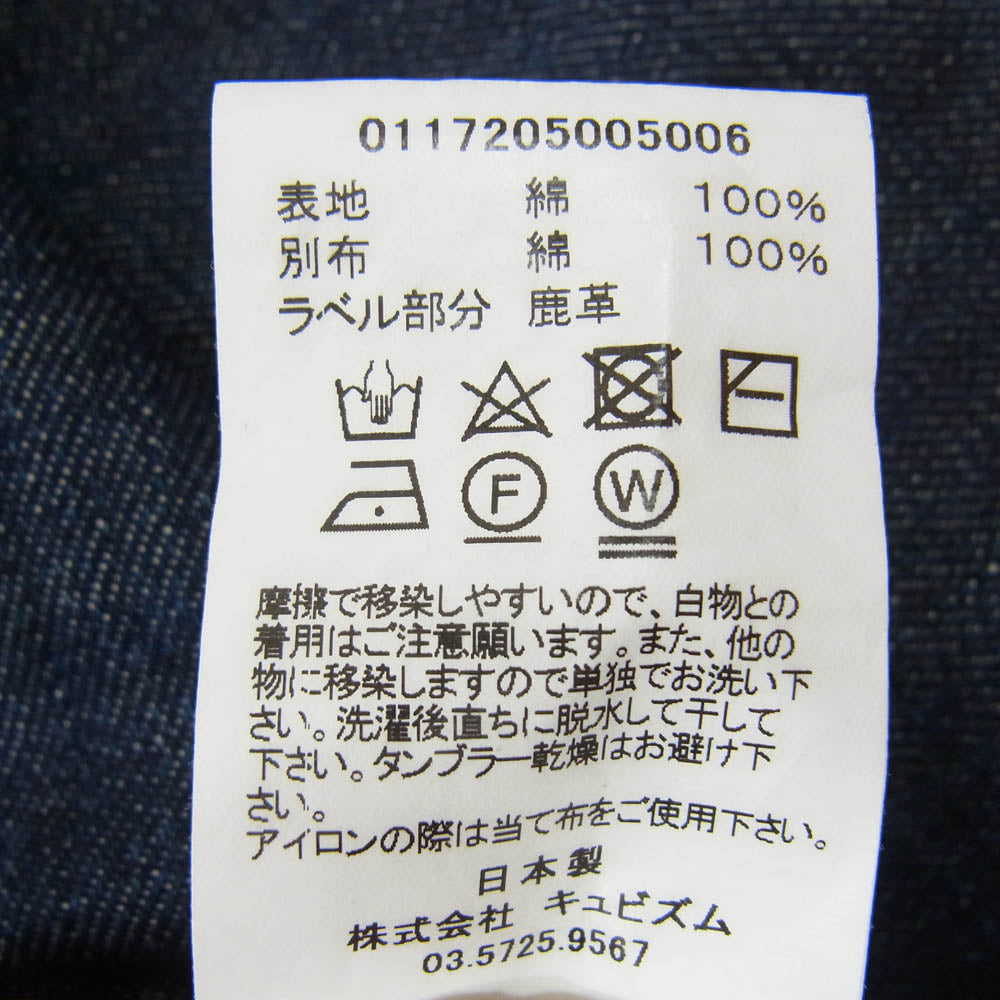 0117205005006
表地 綿 100%
別布 綿 100%
ラベル部分 鹿革
F W
摩擦で移染しやすいので、白物との
着用はご注意願います。また、他の
物に移染しますので単独でお洗い下
さい。洗濯後直ちに脱水して干して
下さい。タンブラー乾燥はお避け下
さい。
アイロンの際は当て布をご使用下さい。
日本製
株式会社 キュビズム
03.5725.9567